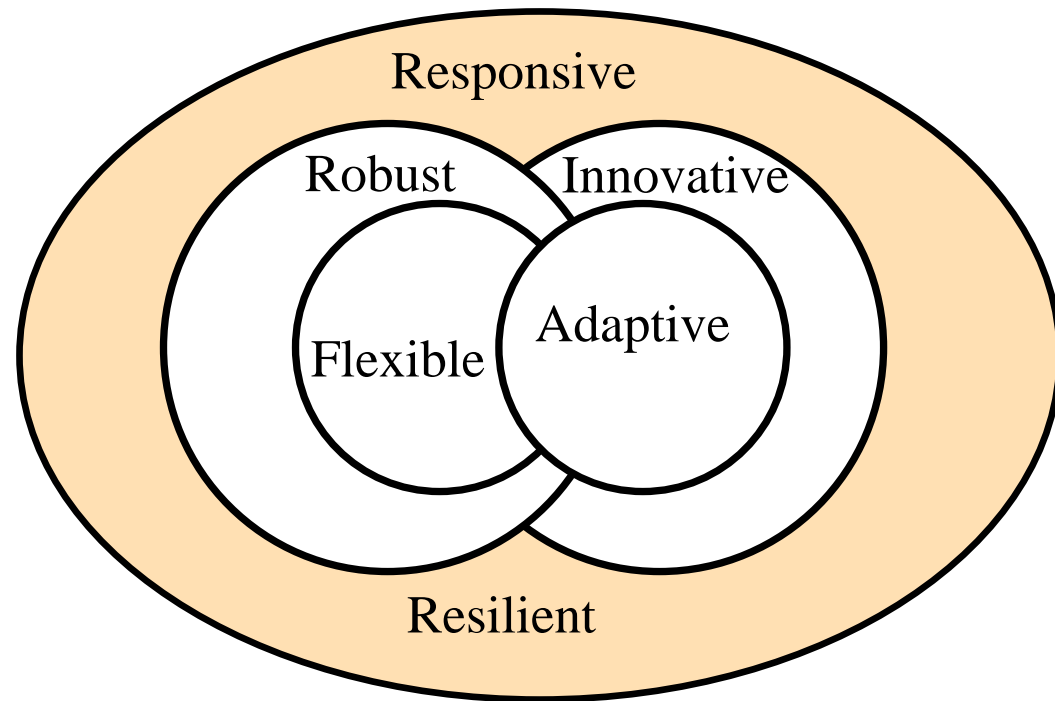 Responsive
Robust
Innovative
Adaptive
Flexible
Resilient